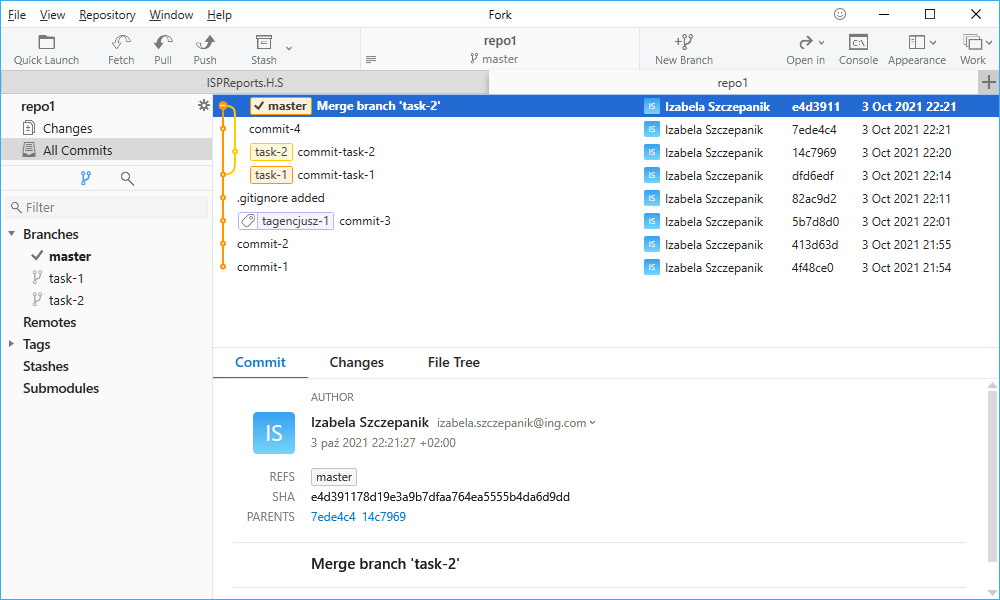 File View Repository Window Help Fork
Quick Launch Fetch Pull Push Stash repo1 master New Branch Open in Console Appearance Work
ISPReports.H.S repo1
repo1
Changes
All Commits
Filter
Branches
master
task-1
task-2
Remotes
Tags
Stashes
Submodules
master Merge branch 'task-2' IS Izabela Szczepanik e4d3911 3 Oct 2021 22:21
commit-4 IS Izabela Szczepanik 7ede4c4 3 Oct 2021 22:21
task-2 commit-task-2 IS Izabela Szczepanik 14c7969 3 Oct 2021 22:20
task-1 commit-task-1 IS Izabela Szczepanik dfd6edf 3 Oct 2021 22:14
.gitignore added IS Izabela Szczepanik 82ac9d2 3 Oct 2021 22:11
tagencjusz-1 commit-3 IS Izabela Szczepanik 5b7d8d0 3 Oct 2021 22:01
commit-2 IS Izabela Szczepanik 413d63d 3 Oct 2021 21:55
commit-1 IS Izabela Szczepanik 4f48ce0 3 Oct 2021 21:54
Commit Changes File Tree
AUTHOR
IS Izabela Szczepanik izabela.szczepanik@ing.com
3 paź 2021 22:21:27 +02:00
REFS master
SHA e4d391178d19e3a9b7dfaa764ea5555b4da6d9dd
PARENTS 7ede4c4 14c7969
Merge branch 'task-2'